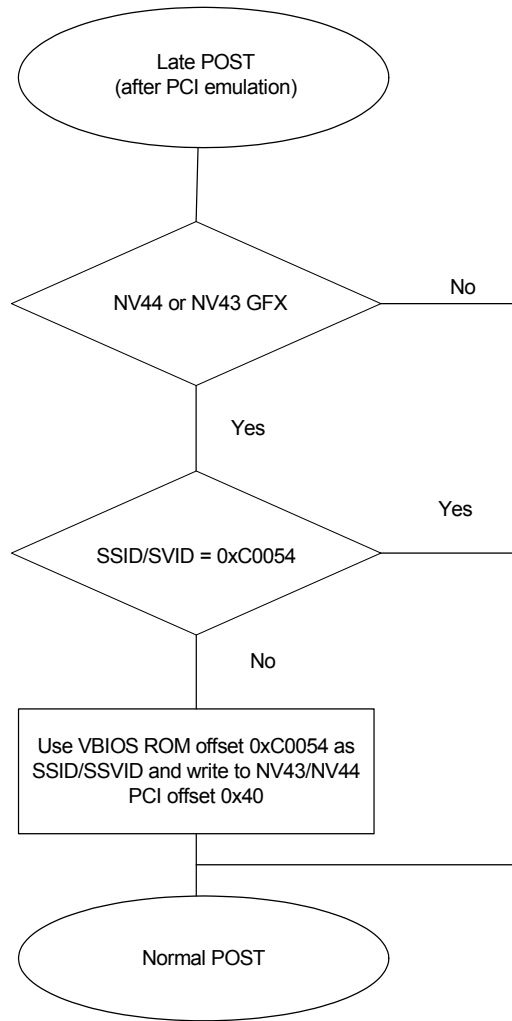 Late POST
(after PCI emulation)
NV44 or NV43 GFX
No
Yes
SSID/SVID = 0xC0054
Yes
No
Use VBIOS ROM offset 0xC0054 as
SSID/SSVID and write to NV43/NV44
PCI offset 0x40
Normal POST